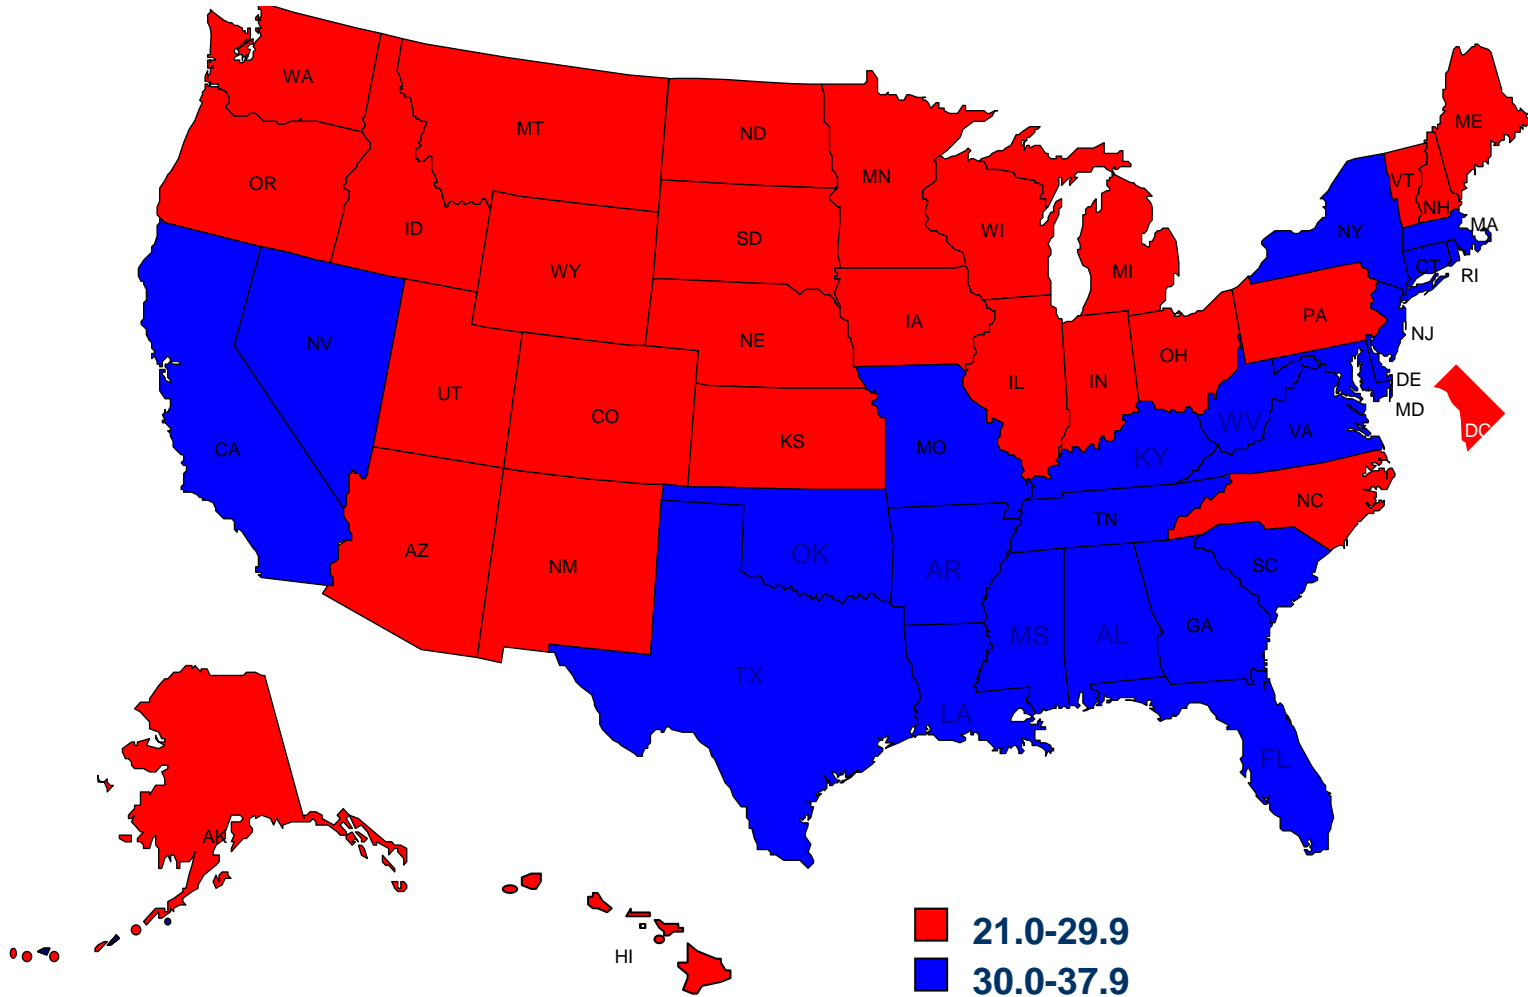 WA
MT
ND
ME
OR
MN
VT
NH
MA
ID
SD
WI
NY
WY
MI
CT
RI
IA
PA
NV
NE
NJ
OH
UT
IL
IN
DE
CO
MD
KS
WV
VA
DC
CA
MO
KY
NC
TN
AZ
OK
NM
AR
SC
MS
AL
GA
TX
LA
FL
AK
HI
21.0-29.9
30.0-37.9